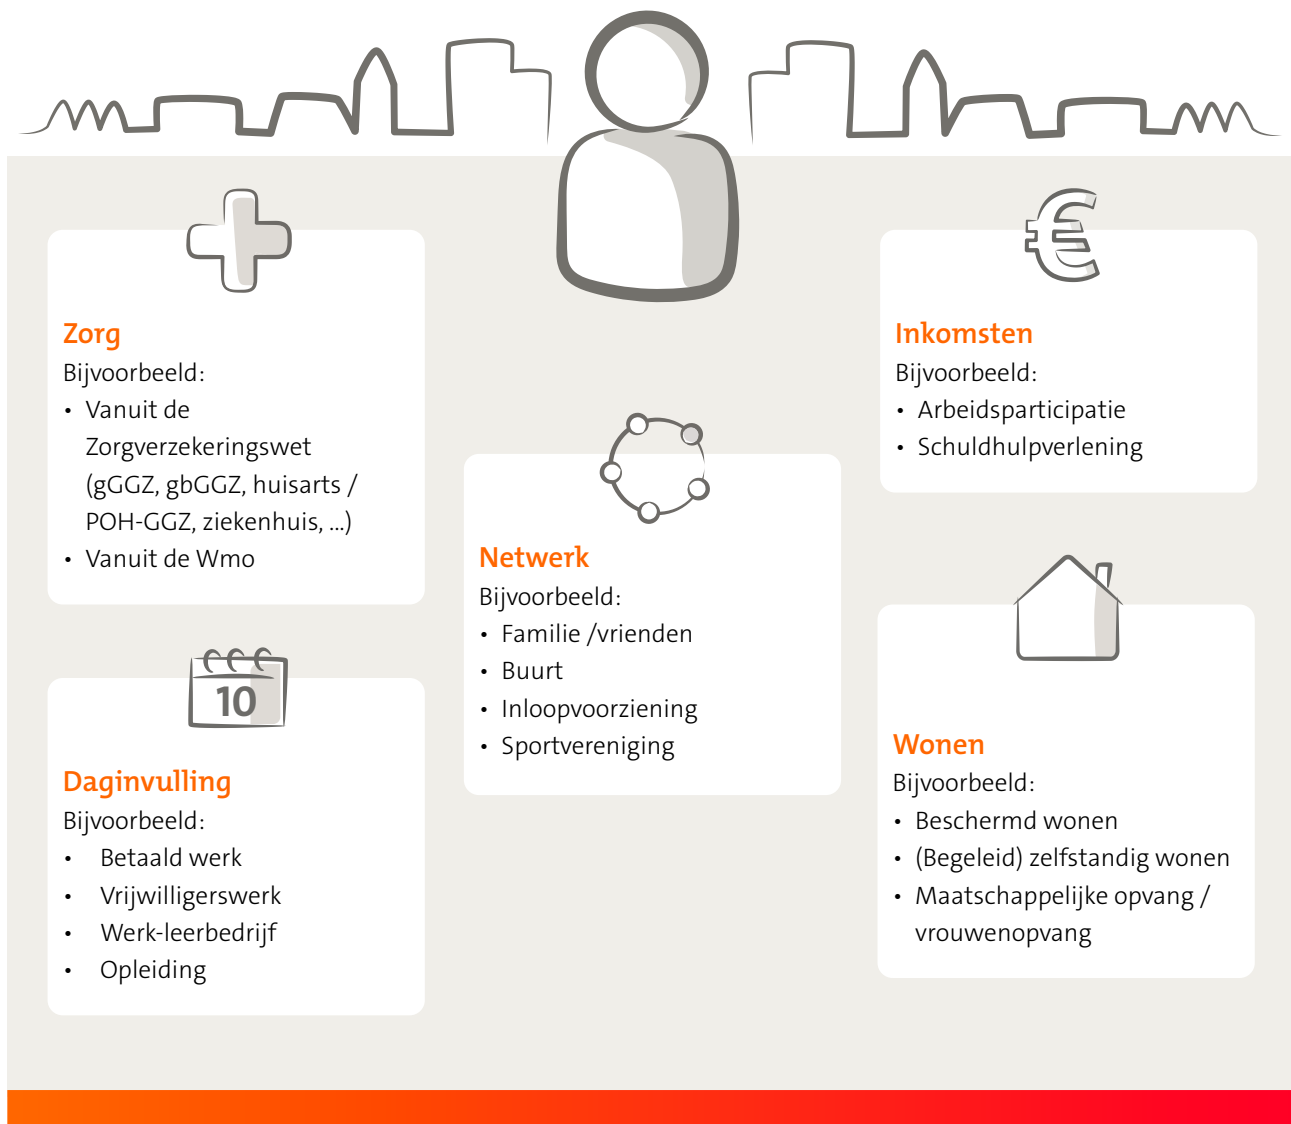 Zorg
Bijvoorbeeld:
• Vanuit de
Zorgverzekeringswet
(gGGZ, gbGGZ, huisarts /
POH-GGZ, ziekenhuis, ...)
• Vanuit de Wmo
10
Daginvulling
Bijvoorbeeld:
• Betaald werk
• Vrijwilligerswerk
• Werk-leerbedrijf
• Opleiding
Netwerk
Bijvoorbeeld:
• Familie /vrienden
• Buurt
• Inloopvoorziening
• Sportvereniging
€
Inkomsten
Bijvoorbeeld:
• Arbeidsparticipatie
• Schuldhulpverlening
Wonen
Bijvoorbeeld:
• Beschermd wonen
• (Begeleid) zelfstandig wonen
• Maatschappelijke opvang /
vrouwenopvang